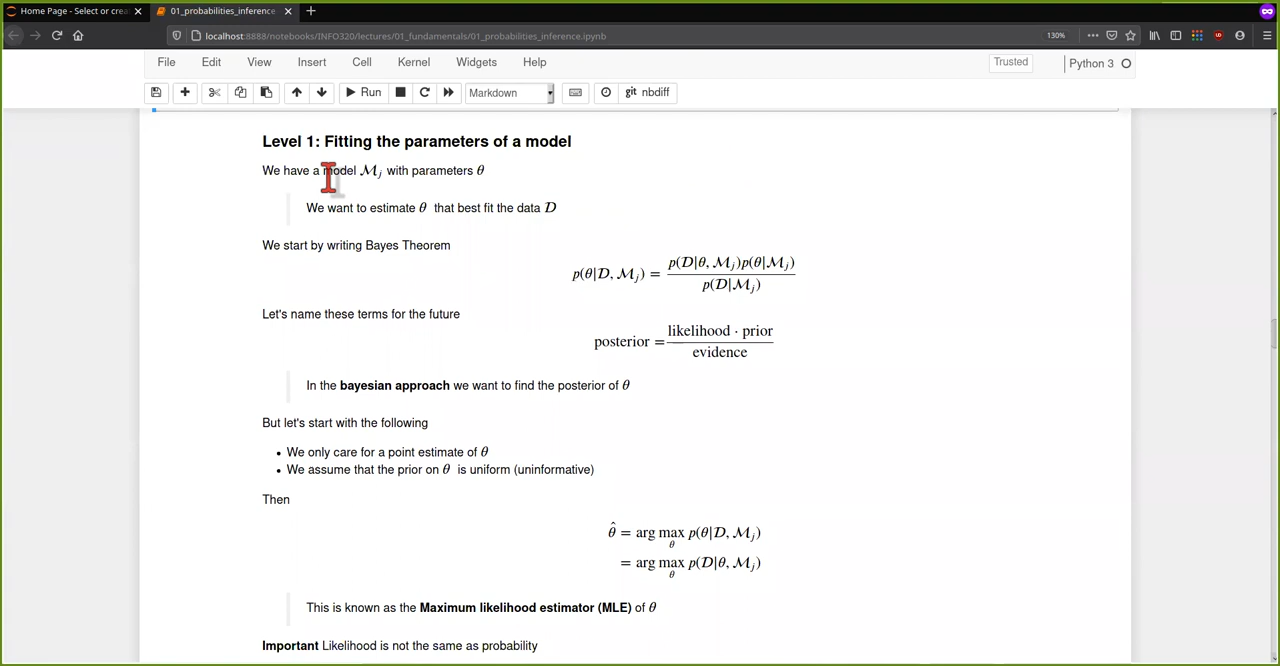 Home Page - Select or crea
01_probabilities_inference.
localhost:8888/notebooks/INFO320/lectures/01_fundamentals/01_probabilities_inference.ipynb
130%
File Edit View Insert Cell Kernel Widgets Help
Trusted
Python 3
Run
Markdown
git nbdiff
Level 1: Fitting the parameters of a model
We have a model ℳⱼ with parameters θ
We want to estimate θ that best fit the data 𝒟
We start by writing Bayes Theorem
p(θ|𝒟, ℳⱼ) = p(𝒟|θ, ℳⱼ)p(θ|ℳⱼ) / p(𝒟|ℳⱼ)
Let's name these terms for the future
posterior = likelihood · prior / evidence
In the bayesian approach we want to find the posterior of θ
But let's start with the following
• We only care for a point estimate of θ
• We assume that the prior on θ is uniform (uninformative)
Then
θ̂ = arg max_θ p(θ|𝒟, ℳⱼ)
= arg max_θ p(𝒟|θ, ℳⱼ)
This is known as the Maximum likelihood estimator (MLE) of θ
Important Likelihood is not the same as probability